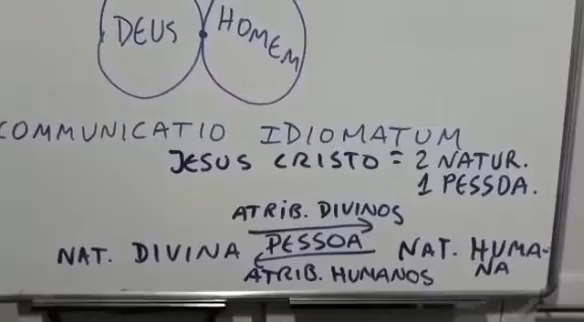 DEUS HOMEM
COMMUNICATIO IDIOMATUM
JESUS CRISTO = 2 NATUR.
1 PESSOA.
ATRIB. DIVINOS
NAT. DIVINA PESSOA NAT. HUMA-
NA
ATRIB. HUMANOS